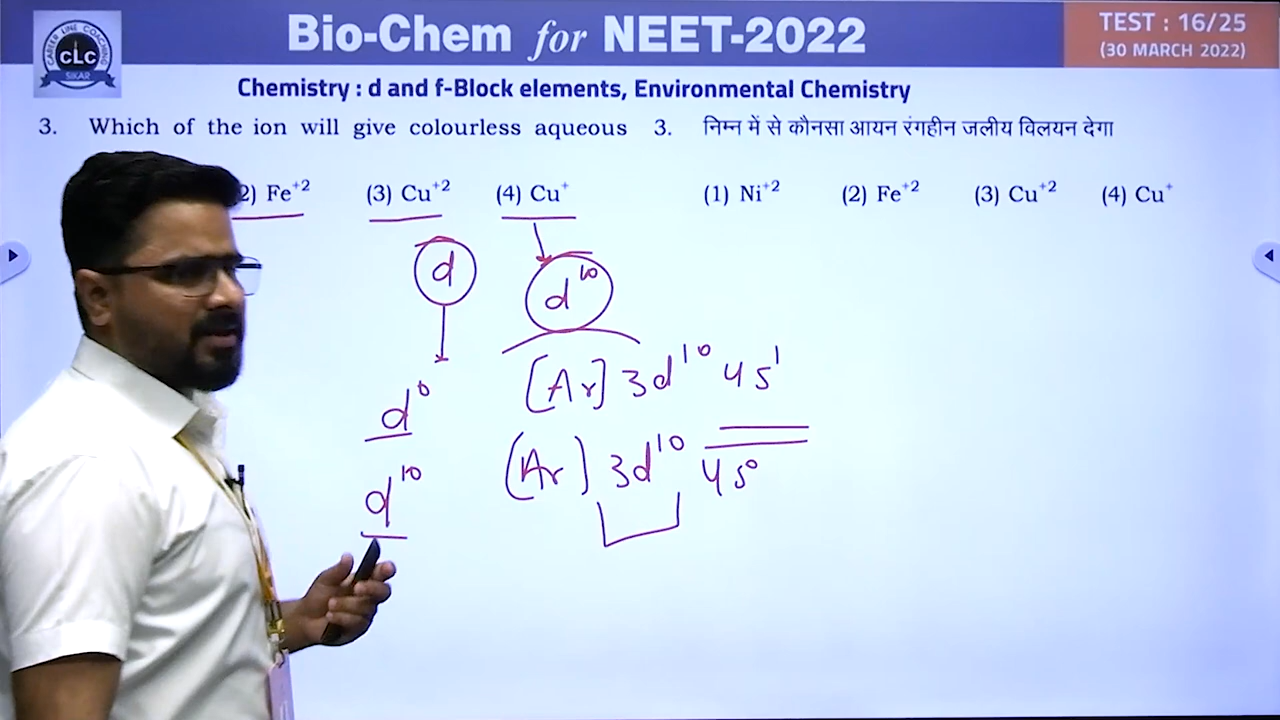 CAREER LINE COACHING
CLC
SIKAR
Bio-Chem for NEET-2022
TEST : 16/25
(30 MARCH 2022)
Chemistry : d and f-Block elements, Environmental Chemistry
3. Which of the ion will give colourless aqueous
2) Fe⁺² (3) Cu⁺² (4) Cu⁺
3. निम्न में से कौनसा आयन रंगहीन जलीय विलयन देगा
(1) Ni⁺² (2) Fe⁺² (3) Cu⁺² (4) Cu⁺
d
d¹⁰
d⁰
d¹⁰
[Ar] 3d¹⁰ 4s¹
(Ar) 3d¹⁰ 4s⁰